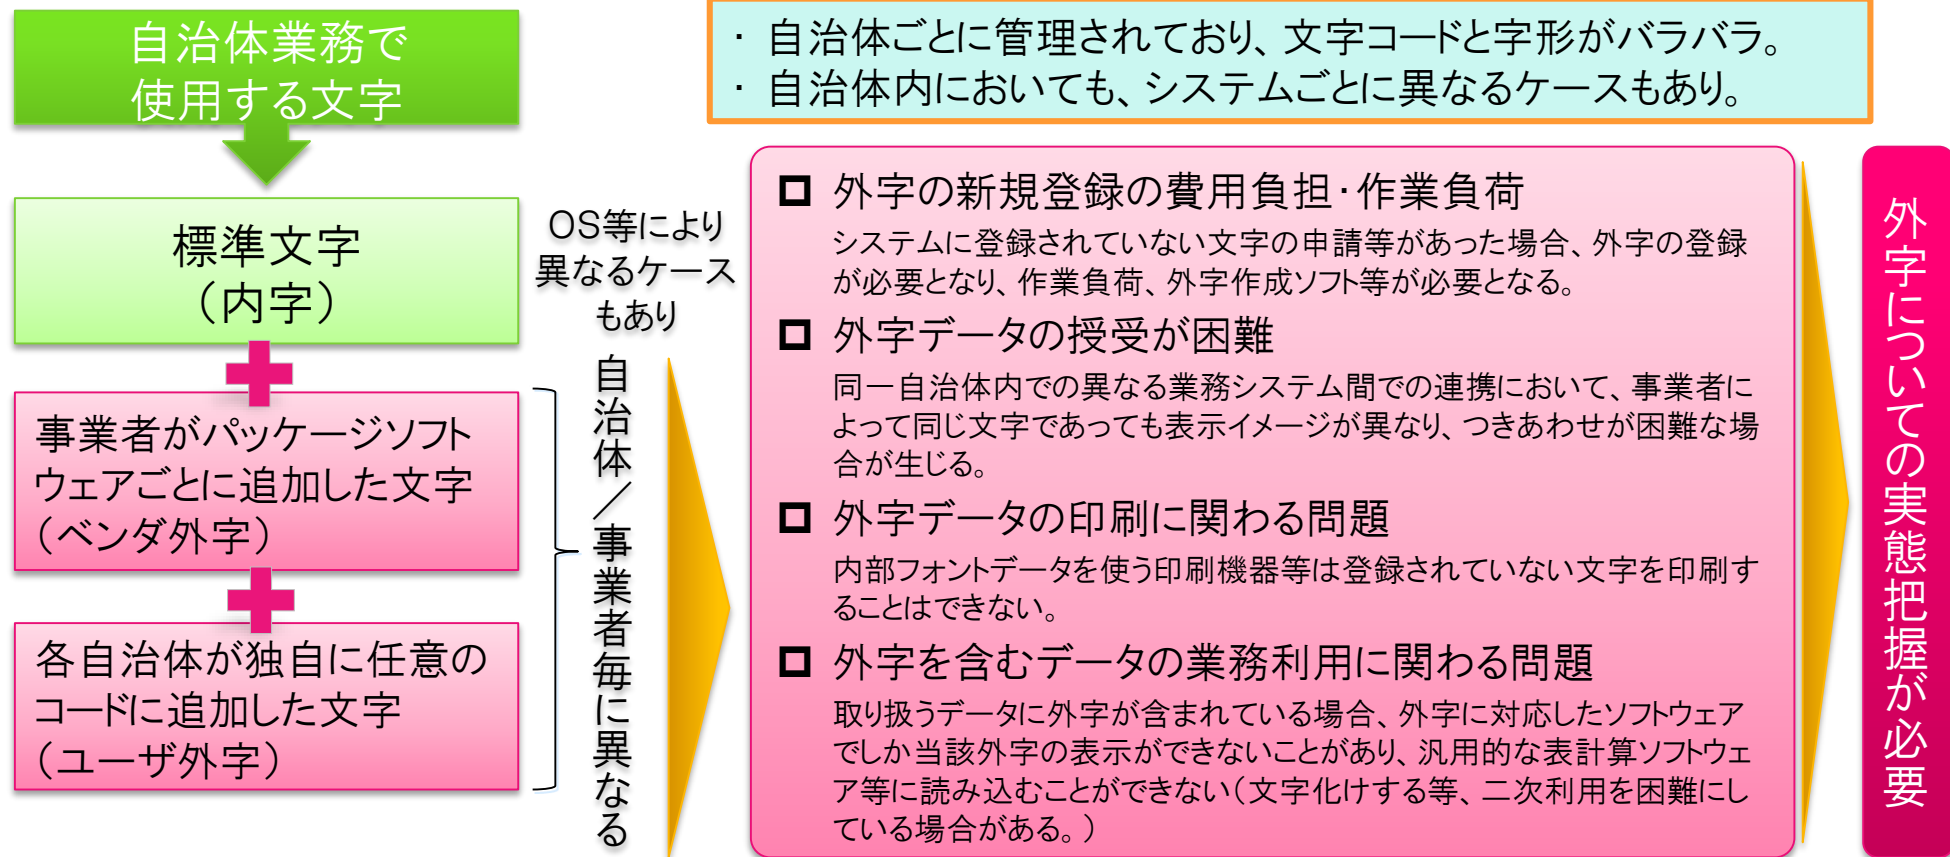 自治体業務で
使用する文字
・ 自治体ごとに管理されており、文字コードと字形がバラバラ。
・ 自治体内においても、システムごとに異なるケースもあり。
標準文字
（内字）
OS等により
異なるケース
もあり
事業者がパッケージソフト
ウェアごとに追加した文字
（ベンダ外字）
各自治体が独自に任意の
コードに追加した文字
（ユーザ外字）
自治体／事業者毎に異なる
外字の新規登録の費用負担・作業負荷
システムに登録されていない文字の申請等があった場合、外字の登録
が必要となり、作業負荷、外字作成ソフト等が必要となる。
外字データの授受が困難
同一自治体内での異なる業務システム間での連携において、事業者に
よって同じ文字であっても表示イメージが異なり、つきあわせが困難な場
合が生じる。
外字データの印刷に関わる問題
内部フォントデータを使う印刷機器等は登録されていない文字を印刷す
ることはできない。
外字を含むデータの業務利用に関わる問題
取り扱うデータに外字が含まれている場合、外字に対応したソフトウェア
でしか当該外字の表示ができないことがあり、汎用的な表計算ソフトウェ
ア等に読み込むことができない（文字化けする等、二次利用を困難にし
ている場合がある。）
外字についての実態把握が必要